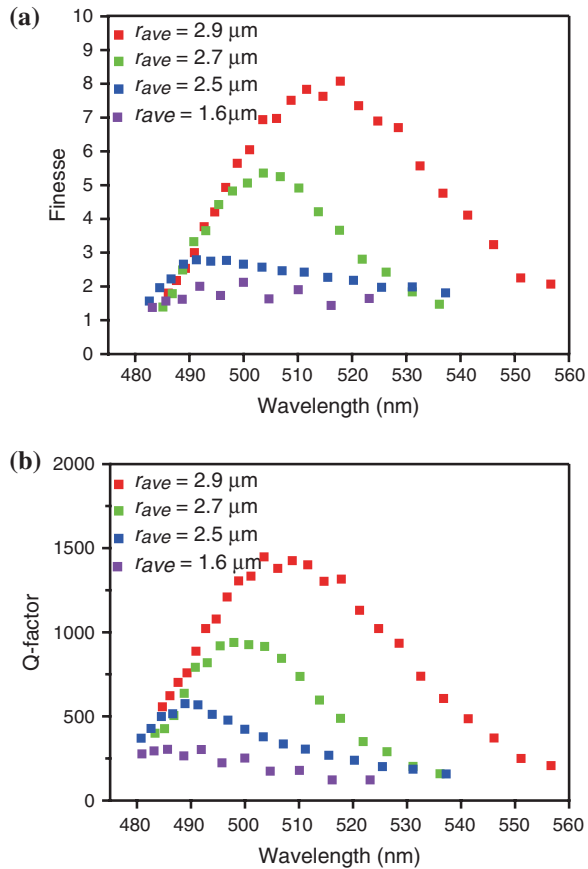 (a)
10
9
8
7
6
5
4
3
2
1
0
Finesse
rave = 2.9 μm
rave = 2.7 μm
rave = 2.5 μm
rave = 1.6μm
480 490 500 510 520 530 540 550 560
Wavelength (nm)
(b)
2000
1500
1000
500
0
Q-factor
rave = 2.9 μm
rave = 2.7 μm
rave = 2.5 μm
rave = 1.6 μm
480 490 500 510 520 530 540 550 560
Wavelength (nm)